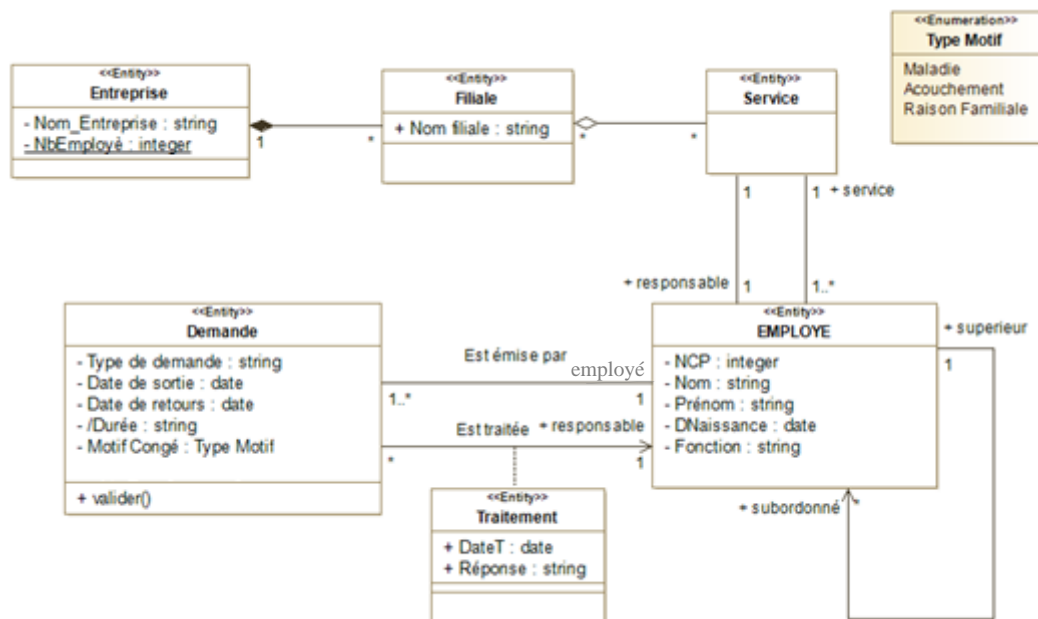 <<Enumeration>>
Type Motif
Maladie
Acouchement
Raison Familiale
<<Entity>>
Entreprise
- Nom_Entreprise : string
- NbEmployè : integer
1
*
<<Entity>>
Filiale
+ Nom filiale : string
*
*
<<Entity>>
Service
1
1
+ service
+ responsable
1
1..*
<<Entity>>
Demande
- Type de demande : string
- Date de sortie : date
- Date de retours : date
- /Durée : string
- Motif Congé : Type Motif
+ valider()
Est émise par
employé
1..*
1
Est traitée
+ responsable
*
1
<<Entity>>
EMPLOYE
- NCP : integer
- Nom : string
- Prénom : string
- DNaissance : date
- Fonction : string
+ superieur
1
+ subordonné
*
<<Entity>>
Traitement
+ DateT : date
+ Réponse : string